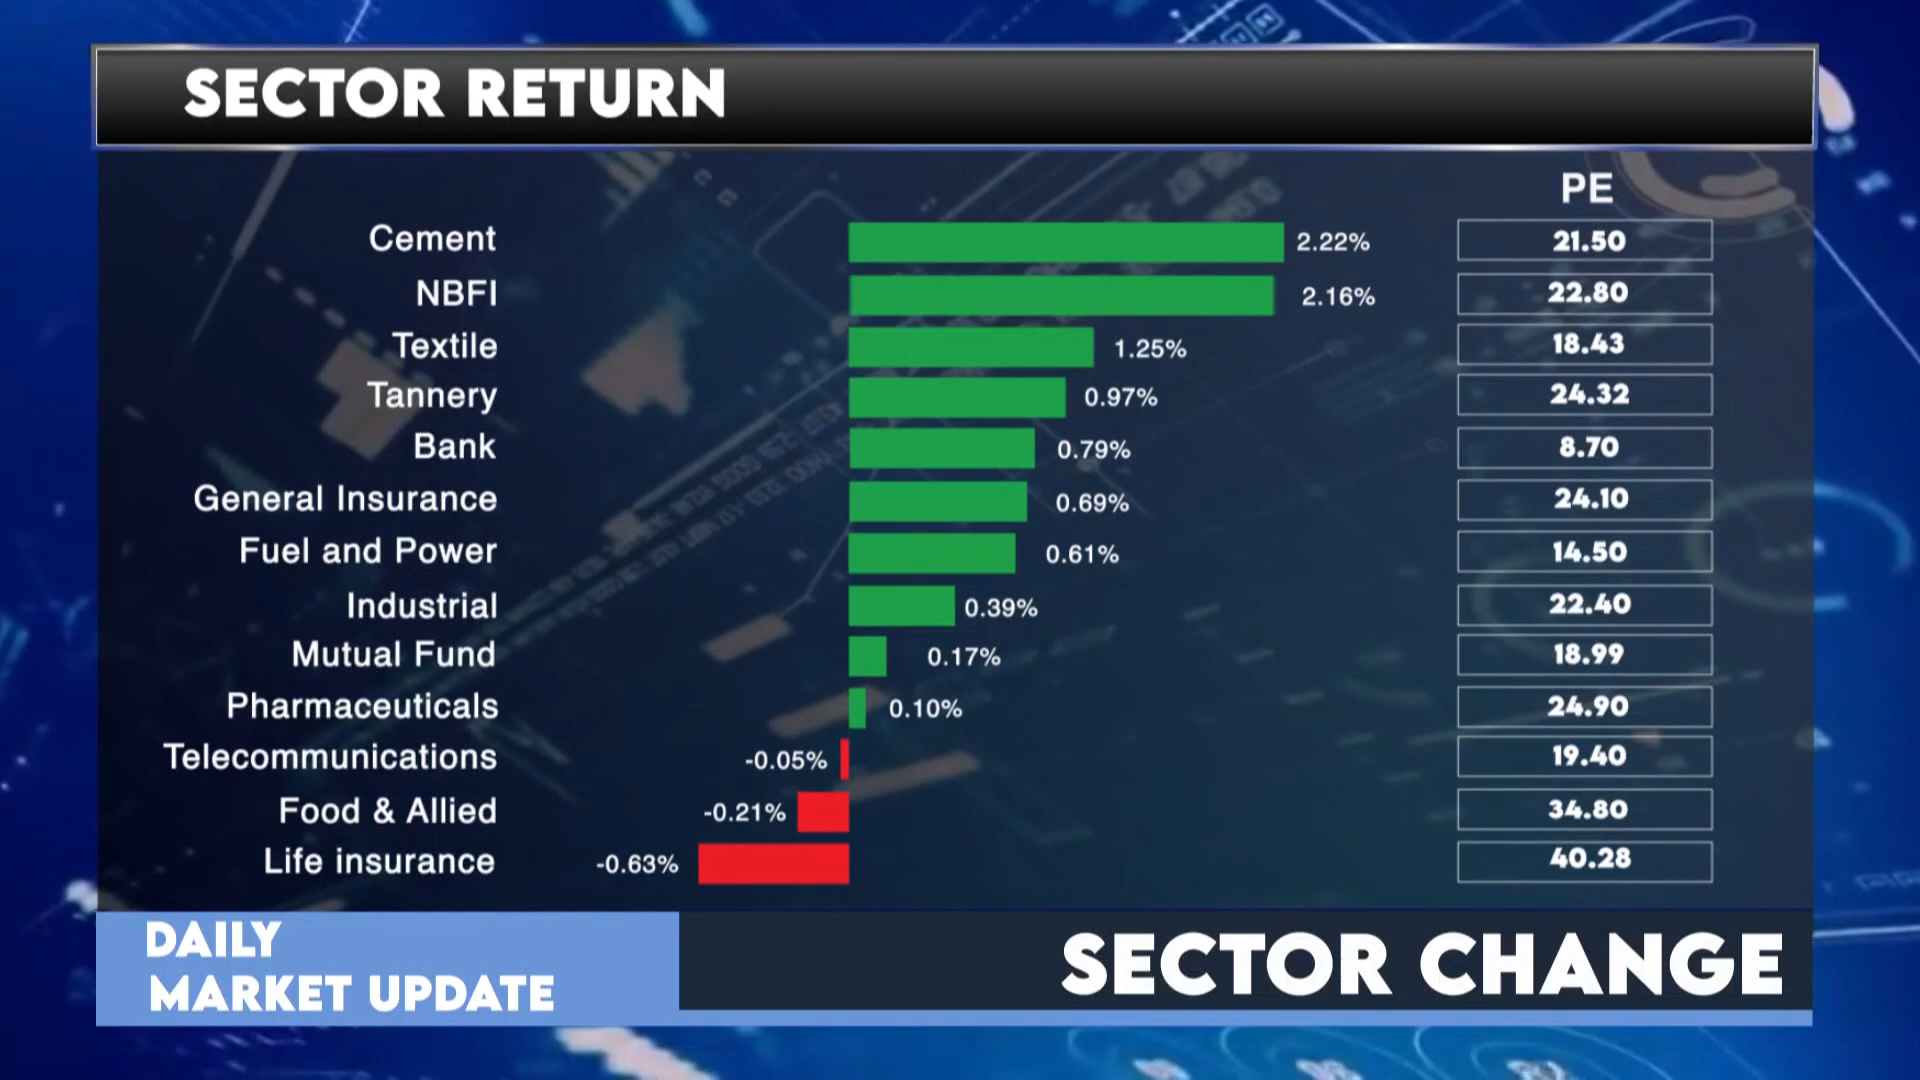 SECTOR RETURN
PE
Cement 2.22% 21.50
NBFI 2.16% 22.80
Textile 1.25% 18.43
Tannery 0.97% 24.32
Bank 0.79% 8.70
General Insurance 0.69% 24.10
Fuel and Power 0.61% 14.50
Industrial 0.39% 22.40
Mutual Fund 0.17% 18.99
Pharmaceuticals 0.10% 24.90
Telecommunications -0.05% 19.40
Food & Allied -0.21% 34.80
Life insurance -0.63% 40.28
DAILY
MARKET UPDATE
SECTOR CHANGE